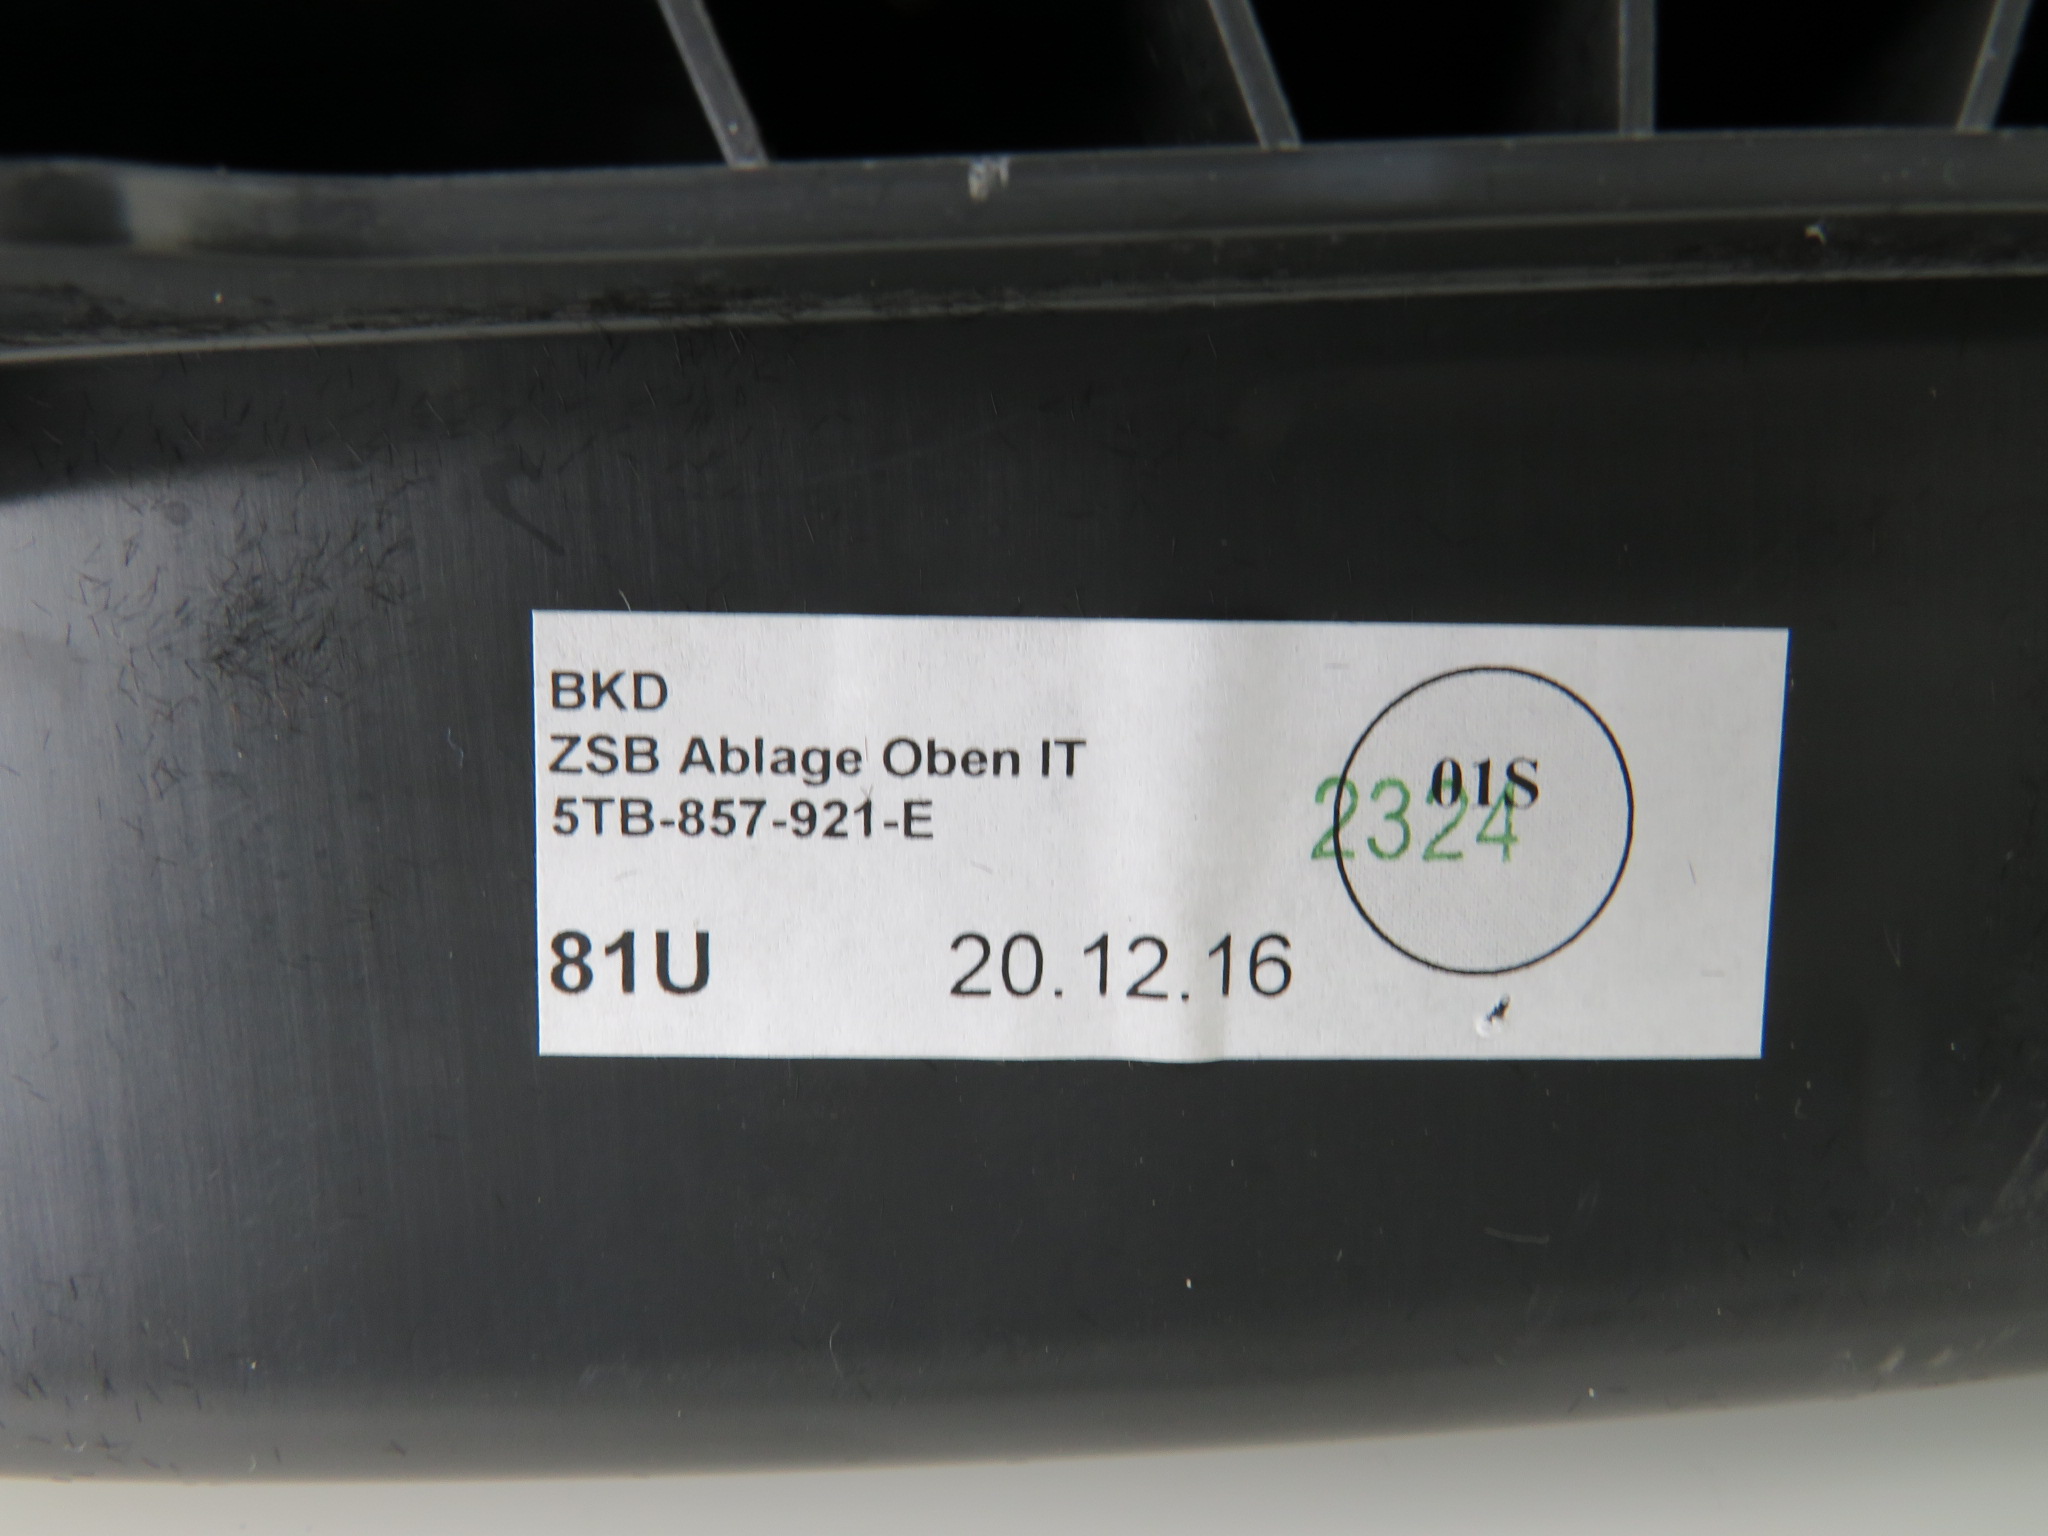 BKD
ZSB Ablage Oben IT
5TB-857-921-E
01S
2324
81U
20.12.16